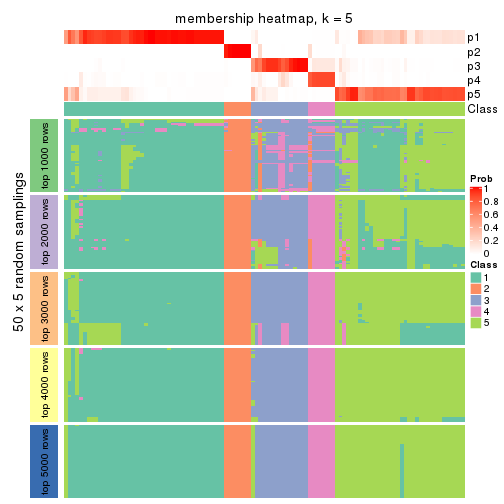 membership heatmap, k = 5
p1
p2
p3
p4
p5
Class
50 x 5 random samplings
top 1000 rows
top 2000 rows
top 3000 rows
top 4000 rows
top 5000 rows
Prob
1
0.8
0.6
0.4
0.2
0
Class
1
2
3
4
5